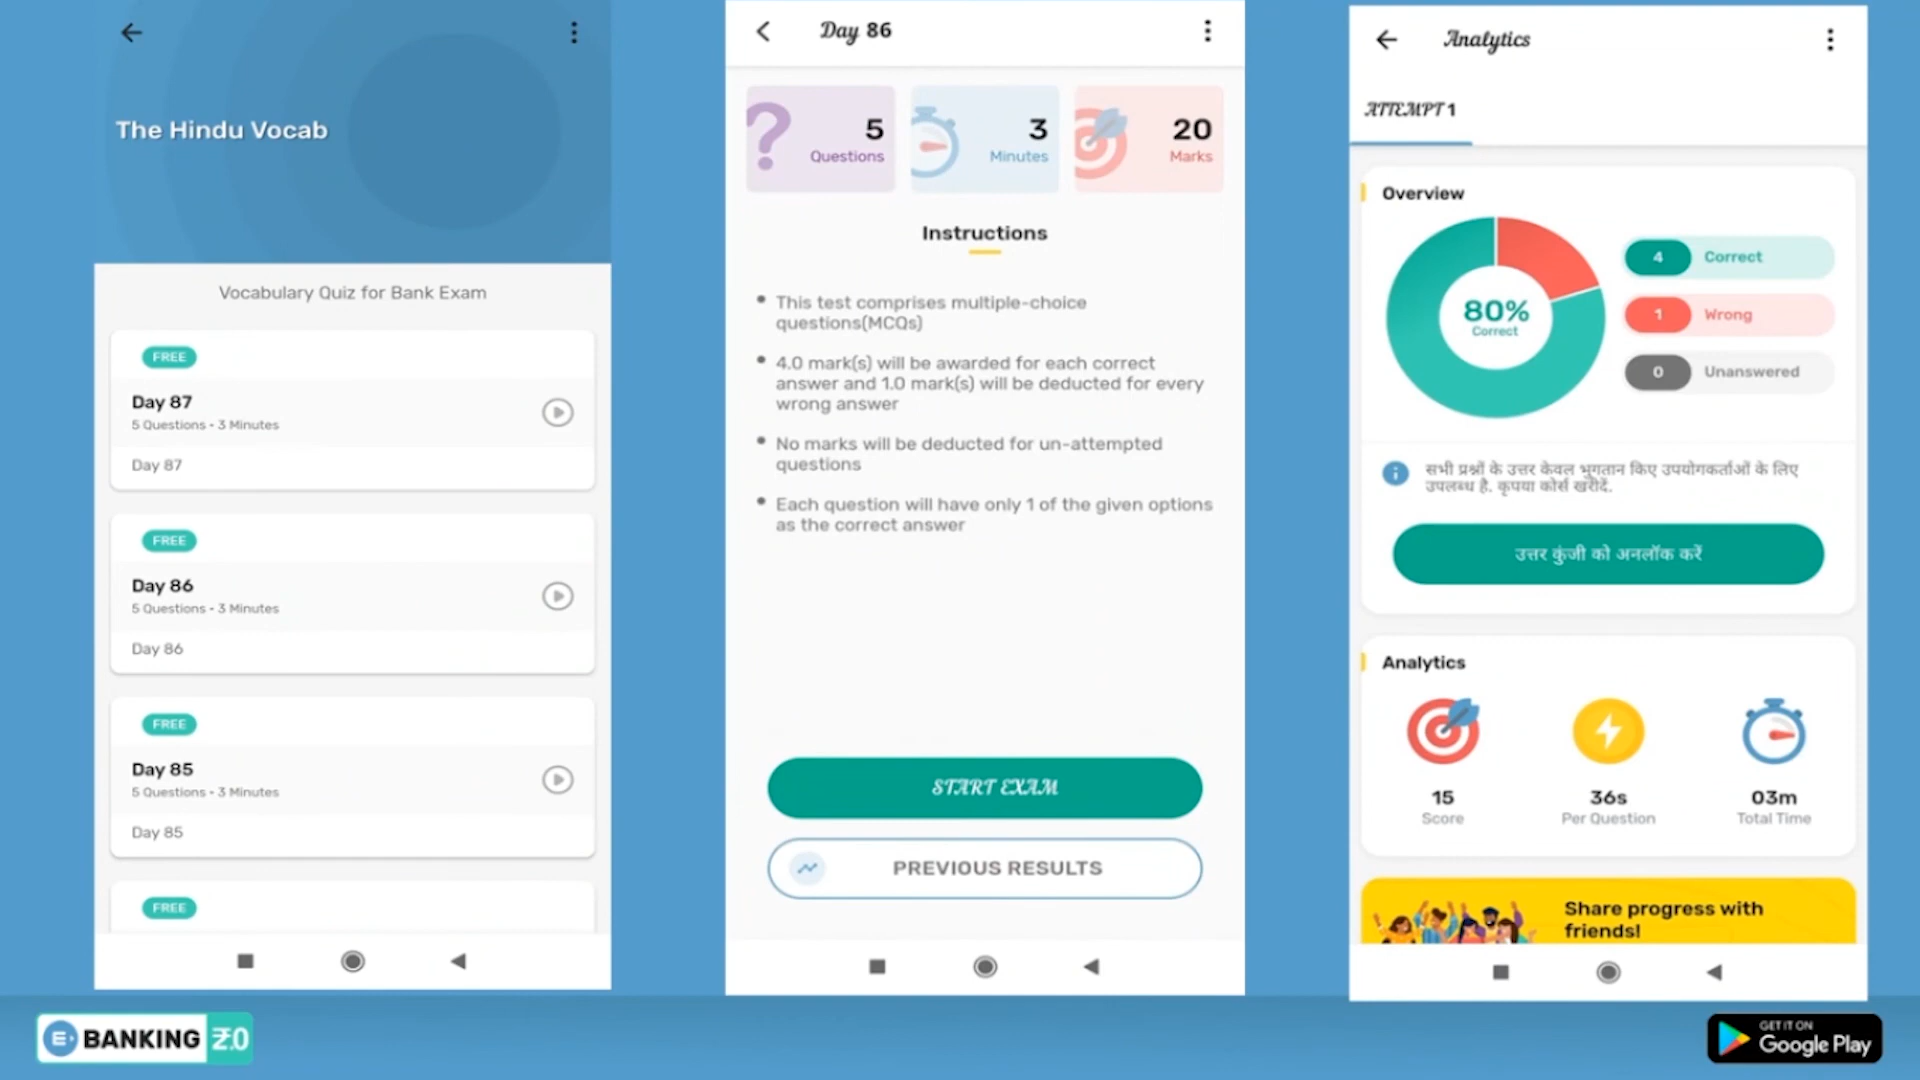 The Hindu Vocab
Vocabulary Quiz for Bank Exam
FREE
Day 87
5 Questions • 3 Minutes
Day 87
FREE
Day 86
5 Questions • 3 Minutes
Day 86
FREE
Day 85
5 Questions • 3 Minutes
Day 85
FREE
Day 86
5
Questions
3
Minutes
20
Marks
Instructions
This test comprises multiple-choice
questions(MCQs)
4.0 mark(s) will be awarded for each correct
answer and 1.0 mark(s) will be deducted for every
wrong answer
No marks will be deducted for un-attempted
questions
Each question will have only 1 of the given options
as the correct answer
START EXAM
PREVIOUS RESULTS
Analytics
ATTEMPT 1
Overview
80%
Correct
4 Correct
1 Wrong
0 Unanswered
सभी प्रश्नों के उत्तर केवल भुगतान किए उपयोगकर्ताओं के लिए
उपलब्ध है. कृपया कोर्स खरीदें.
उत्तर कुंजी को अनलॉक करें
Analytics
15
Score
36s
Per Question
03m
Total Time
Share progress with
friends!
E BANKING 2.0
GET IT ON
Google Play